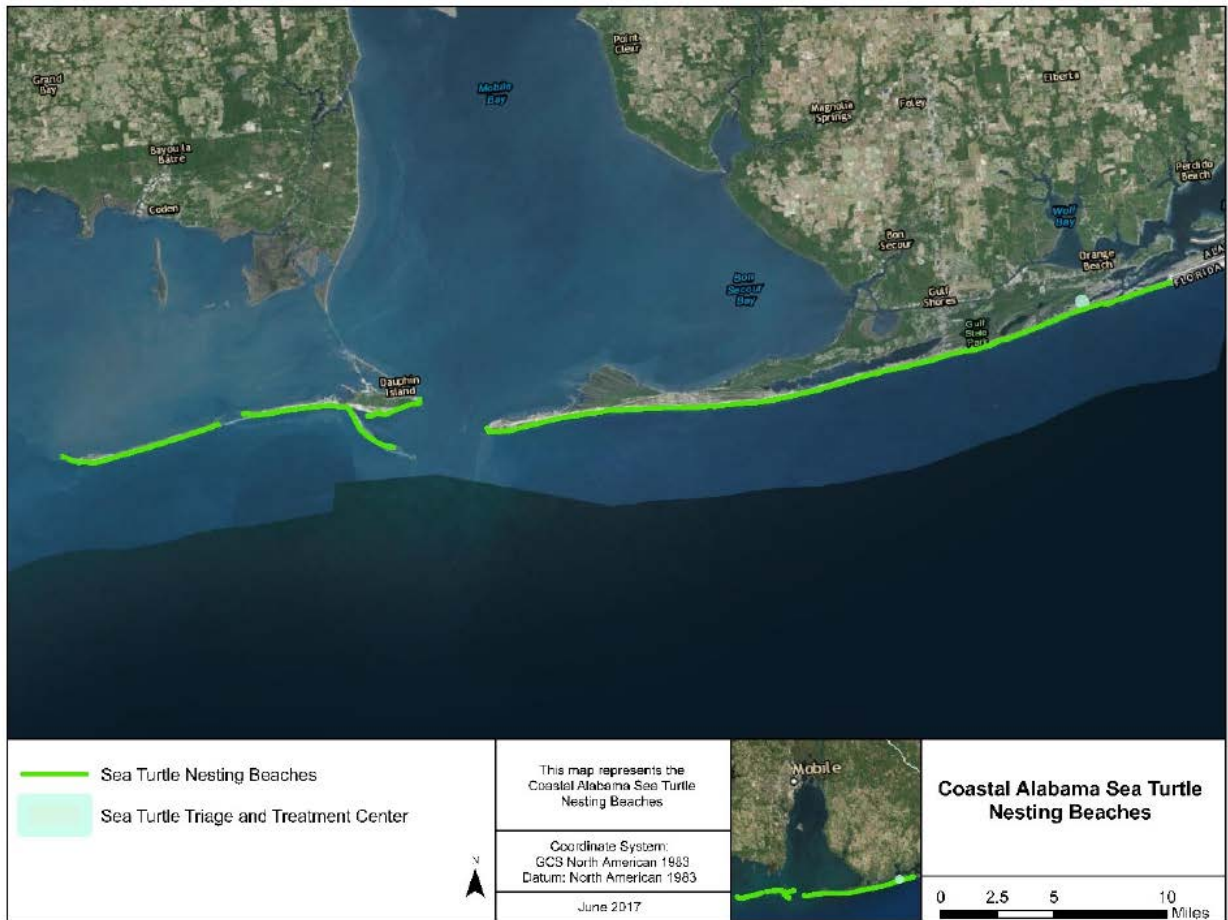 Point
Clear
Grand
Bay
Mobile
Bay
Elberta
Magnolia
Springs
Foley
Bayou la
Batre
Coden
Perdido
Beach
Wolf
Bay
Bon
Secour
Orange
Beach
ALA
FLORIDA
Bon
Secour
Bay
Gulf
Shores
Gulf
State
Park
Dauphin
Island
Sea Turtle Nesting Beaches
Sea Turtle Triage and Treatment Center
N
This map represents the
Coastal Alabama Sea Turtle
Nesting Beaches
Coordinate System:
GCS North American 1983
Datum: North American 1983
June 2017
Mobile
Coastal Alabama Sea Turtle
Nesting Beaches
0 2.5 5 10
Miles